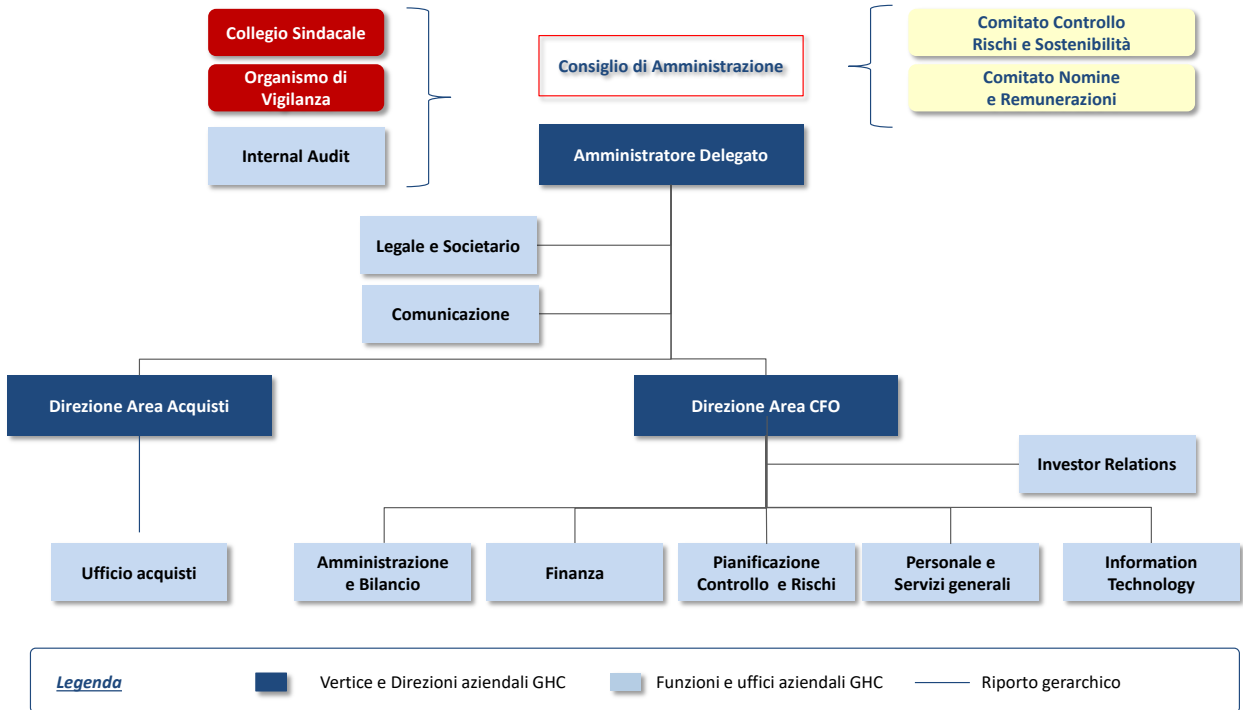 Collegio Sindacale
Organismo di
Vigilanza
Internal Audit
Consiglio di Amministrazione
Comitato Controllo
Rischi e Sostenibilità
Comitato Nomine
e Remunerazioni
Amministratore Delegato
Legale e Societario
Comunicazione
Direzione Area Acquisti
Direzione Area CFO
Investor Relations
Ufficio acquisti
Amministrazione
e Bilancio
Finanza
Pianificazione
Controllo e Rischi
Personale e
Servizi generali
Information
Technology
Legenda
Vertice e Direzioni aziendali GHC
Funzioni e uffici aziendali GHC
Riporto gerarchico